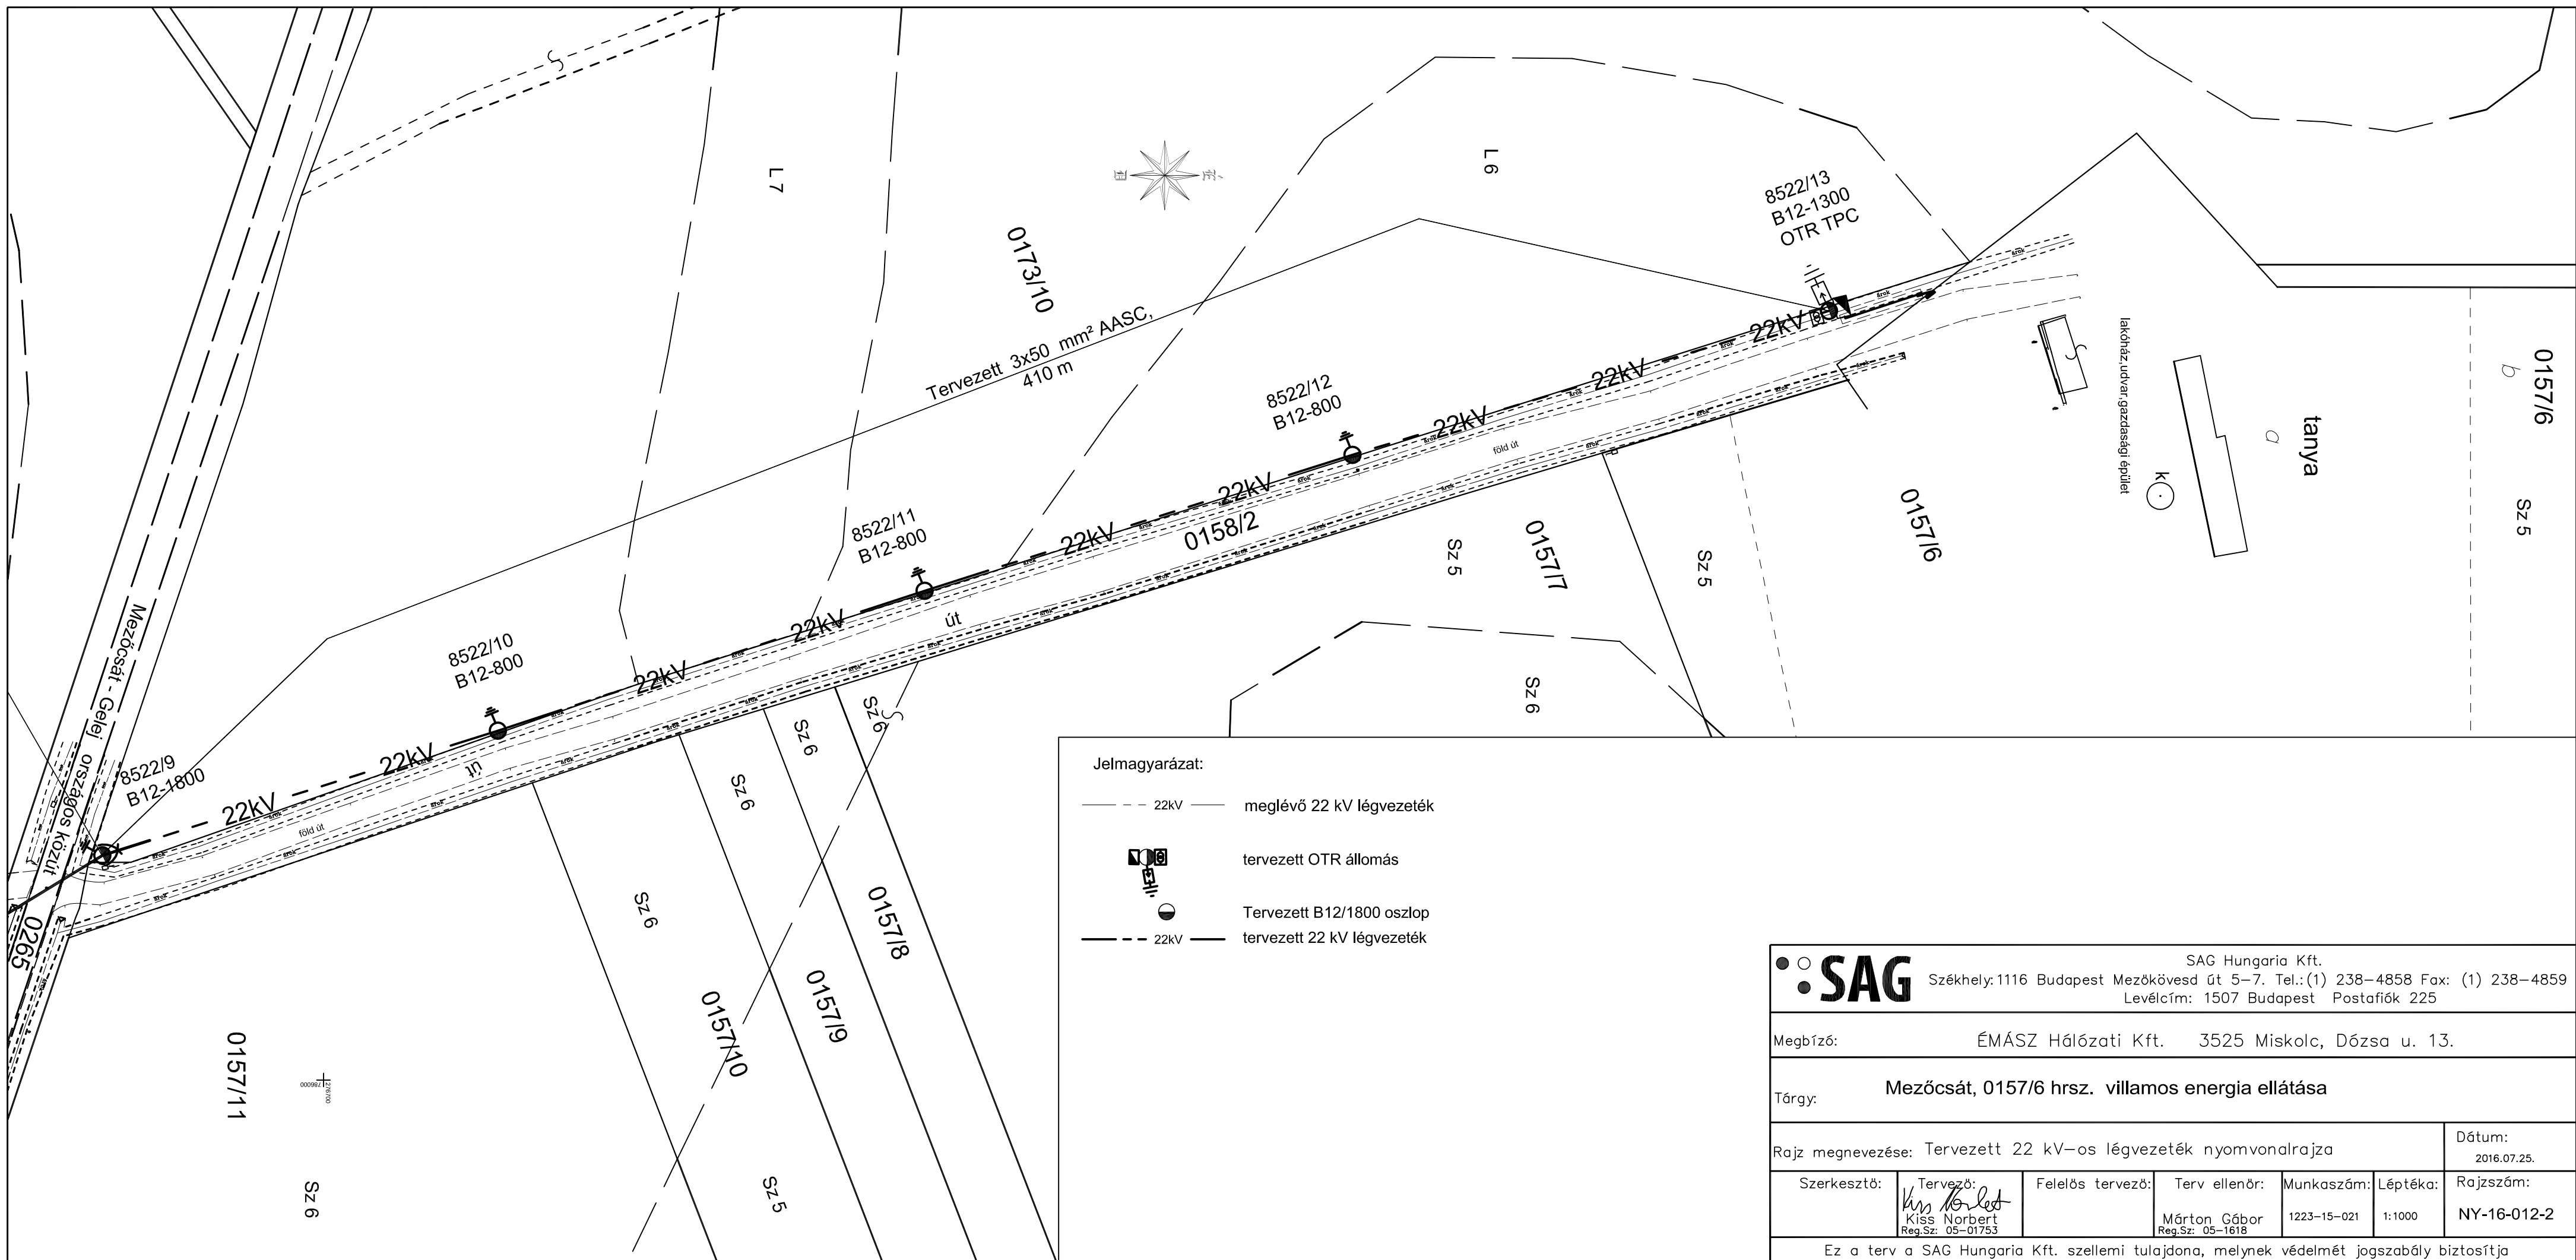 L 7
L 6
0173/10
8522/13
B12-1300
OTR TPC
Tervezett 3x50 mm² AASC,
410 m
8522/12
B12-800
8522/11
B12-800
8522/10
B12-800
8522/9
B12-1800
22kV
22kV
22kV
22kV
22kV
22kV
22kV
22kV
22kV
0158/2
út
út
föld út
föld út
árok
Mezőcsát - Gelej országos közút
0265
lakóház,udvar,gazdasági épület
k
a
tanya
0157/6
b
Sz 5
0157/6
Sz 5
0157/7
Sz 5
Sz 6
Sz 6
Sz 6
Sz 6
Sz 6
0157/8
0157/9
0157/10
Sz 5
0157/11
Sz 6
276700
786000
Jelmagyarázat:
22kV meglévő 22 kV légvezeték
tervezett OTR állomás
Tervezett B12/1800 oszlop
22kV tervezett 22 kV légvezeték
SAG
SAG Hungaria Kft.
Székhely:1116 Budapest Mezőkövesd út 5-7. Tel.:(1) 238-4858 Fax: (1) 238-4859
Levélcím: 1507 Budapest Postafiók 225
Megbízó: ÉMÁSZ Hálózati Kft. 3525 Miskolc, Dózsa u. 13.
Tárgy: Mezőcsát, 0157/6 hrsz. villamos energia ellátása
Rajz megnevezése: Tervezett 22 kV-os légvezeték nyomvonalrajza
Dátum:
2016.07.25.
Szerkesztő:
Tervező:
Kiss Norbet
Kiss Norbert
Reg.Sz: 05-01753
Felelős tervező:
Terv ellenőr:
Márton Gábor
Reg.Sz: 05-1618
Munkaszám:
1223-15-021
Léptéka:
1:1000
Rajzszám:
NY-16-012-2
Ez a terv a SAG Hungaria Kft. szellemi tulajdona, melynek védelmét jogszabály biztosítja